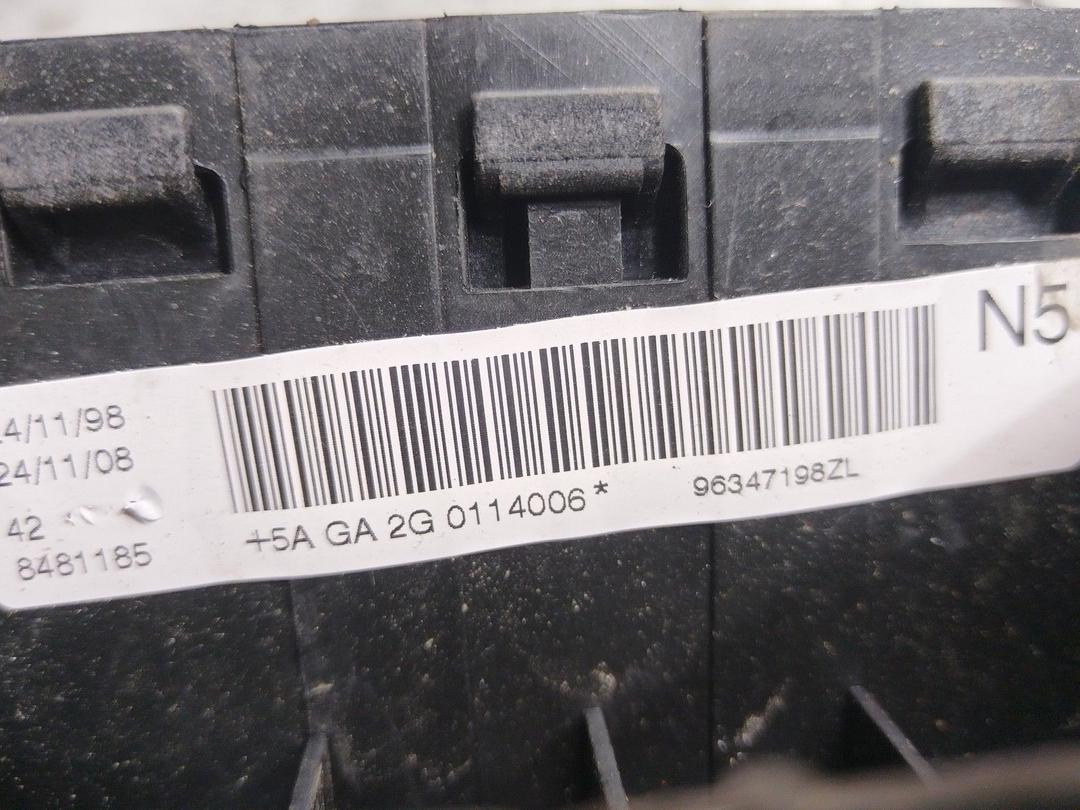 4/11/98
24/11/08
42
8481185
+5A GA 2G 0114006*
96347198ZL
N5